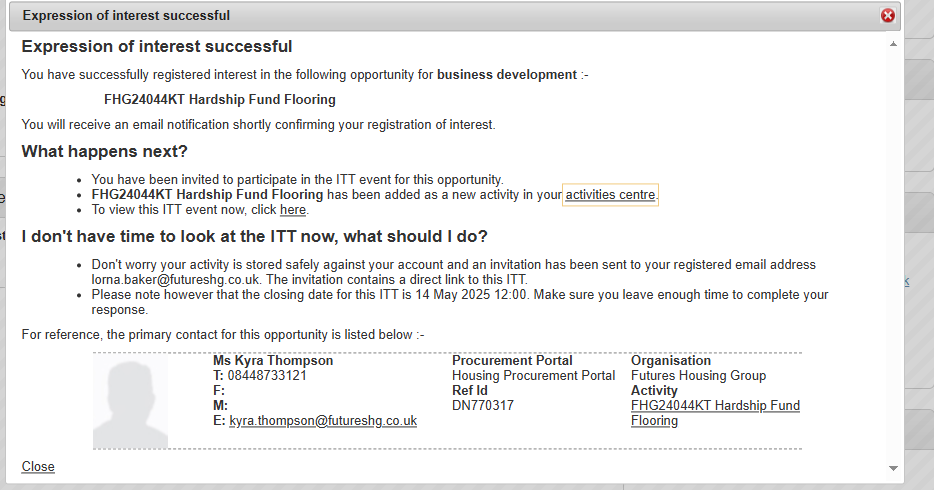 Expression of interest successful
Expression of interest successful
You have successfully registered interest in the following opportunity for business development :-
FHG24044KT Hardship Fund Flooring
You will receive an email notification shortly confirming your registration of interest.
What happens next?
You have been invited to participate in the ITT event for this opportunity.
FHG24044KT Hardship Fund Flooring has been added as a new activity in your activities centre.
To view this ITT event now, click here.
I don't have time to look at the ITT now, what should I do?
Don't worry your activity is stored safely against your account and an invitation has been sent to your registered email address
lorna.baker@futureshg.co.uk. The invitation contains a direct link to this ITT.
Please note however that the closing date for this ITT is 14 May 2025 12:00. Make sure you leave enough time to complete your
response.
For reference, the primary contact for this opportunity is listed below :-
Ms Kyra Thompson
T: 08448733121
F:
M:
E: kyra.thompson@futureshg.co.uk
Procurement Portal
Housing Procurement Portal
Ref Id
DN770317
Organisation
Futures Housing Group
Activity
FHG24044KT Hardship Fund
Flooring
Close